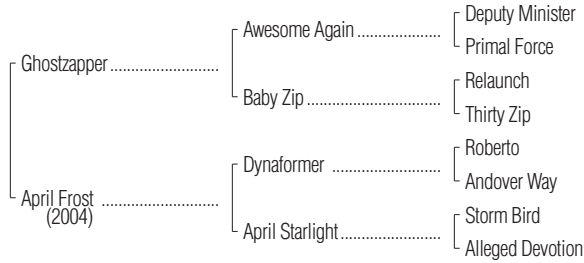 Deputy Minister
Awesome Again ....................
Primal Force
Ghostzapper ..........................
Relaunch
Baby Zip ................................
Thirty Zip
Roberto
Dynaformer ..........................
Andover Way
April Frost ............................
(2004)
Storm Bird
April Starlight........................
Alleged Devotion